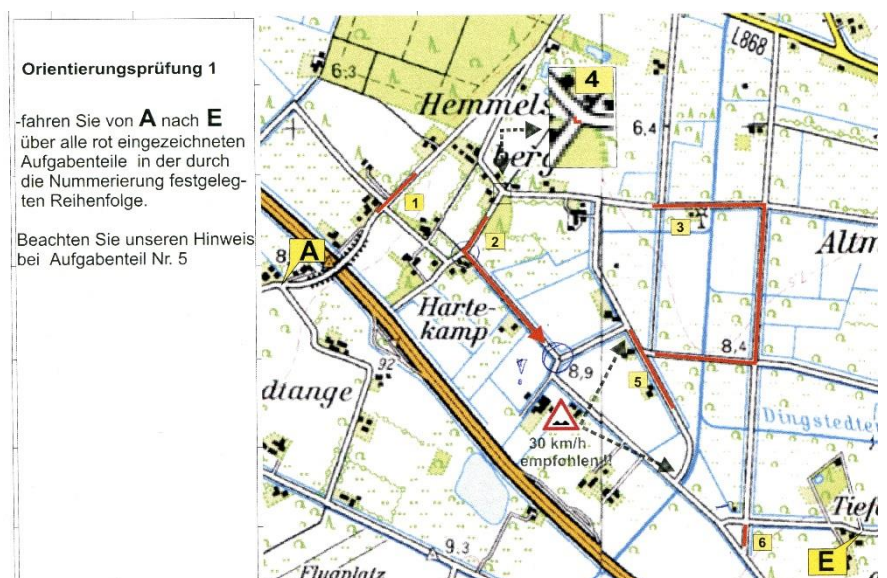 Orientierungsprüfung 1
-fahren Sie von A nach E
über alle rot eingezeichneten
Aufgabenteile in der durch
die Nummerierung festgeleg-
ten Reihenfolge.
Beachten Sie unseren Hinweis
bei Aufgabenteil Nr. 5
L868
6,3
4
Hemmels
berg
6,4
1
2
3
A
8
Altm
Harte-
kamp
8,4
92
8,9
5
dtange
30 km/h
empfohlen!!
Dingstedter
Tief
6
E
9,3
Flugplatz